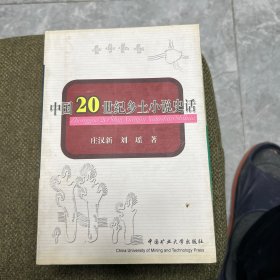 中国20世纪乡土小说史话
庄汉新 刘瑶 著
中国矿业大学出版社
China University of Mining and Technology Press